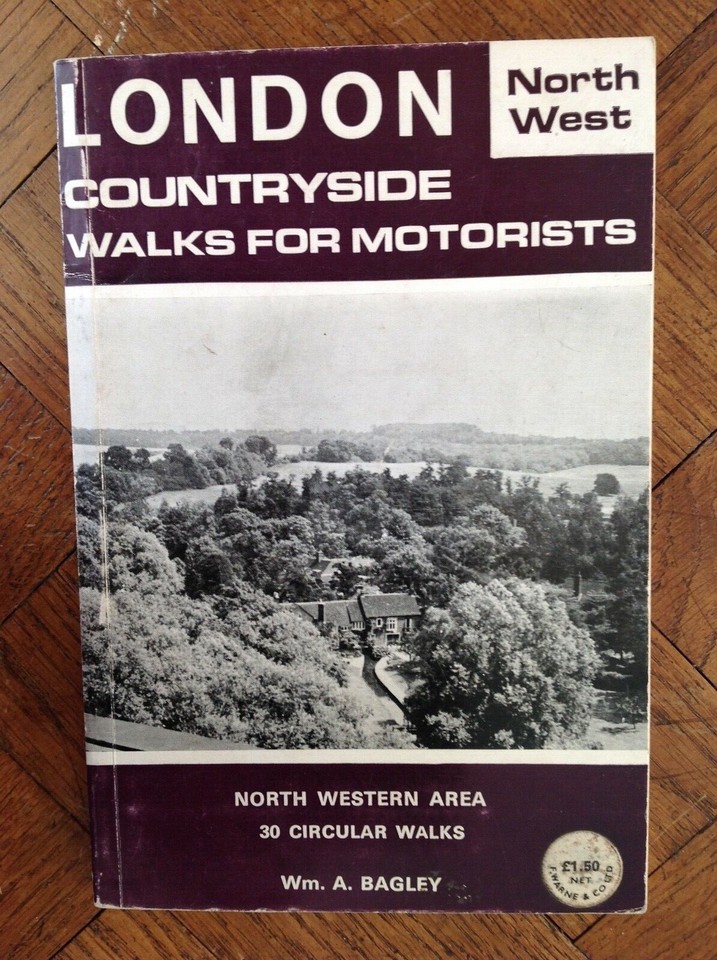 LONDON
North
West
COUNTRYSIDE
WALKS FOR MOTORISTS
NORTH WESTERN AREA
30 CIRCULAR WALKS
Wm. A. BAGLEY
£1.50
NET
F. WARNE & CO LTD